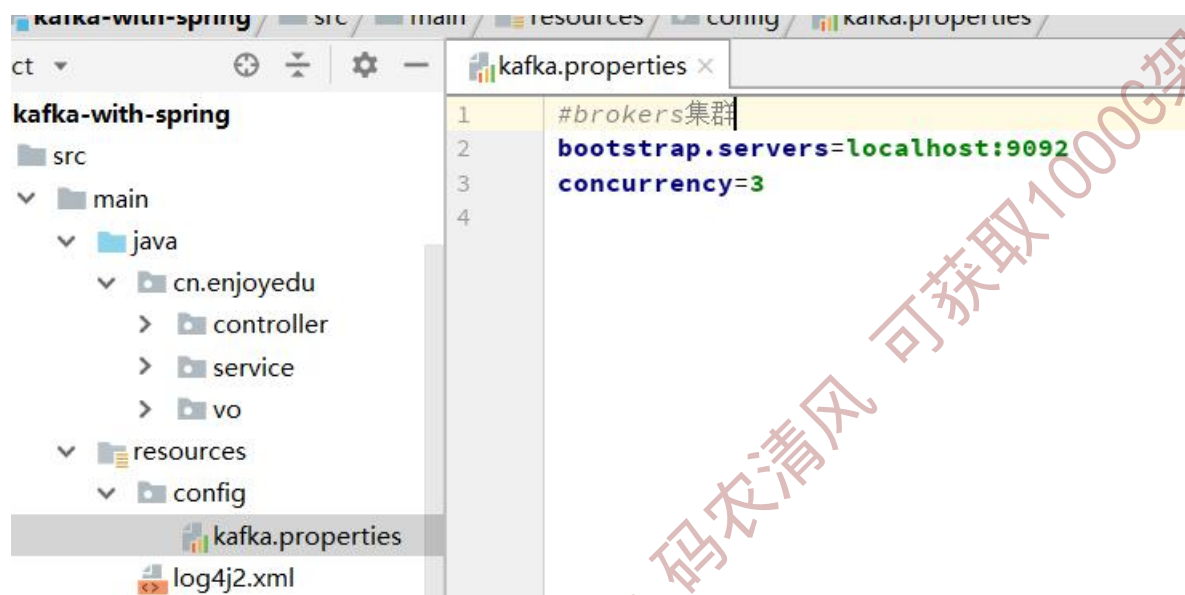 kafka-with-spring / src / main / resources / config / kafka.properties /
ct
kafka.properties ×
kafka-with-spring
src
main
java
cn.enjoyedu
controller
service
vo
resources
config
kafka.properties
log4j2.xml
1 #brokers集群
2 bootstrap.servers=localhost:9092
3 concurrency=3
4
码农清风 可获取1000G架